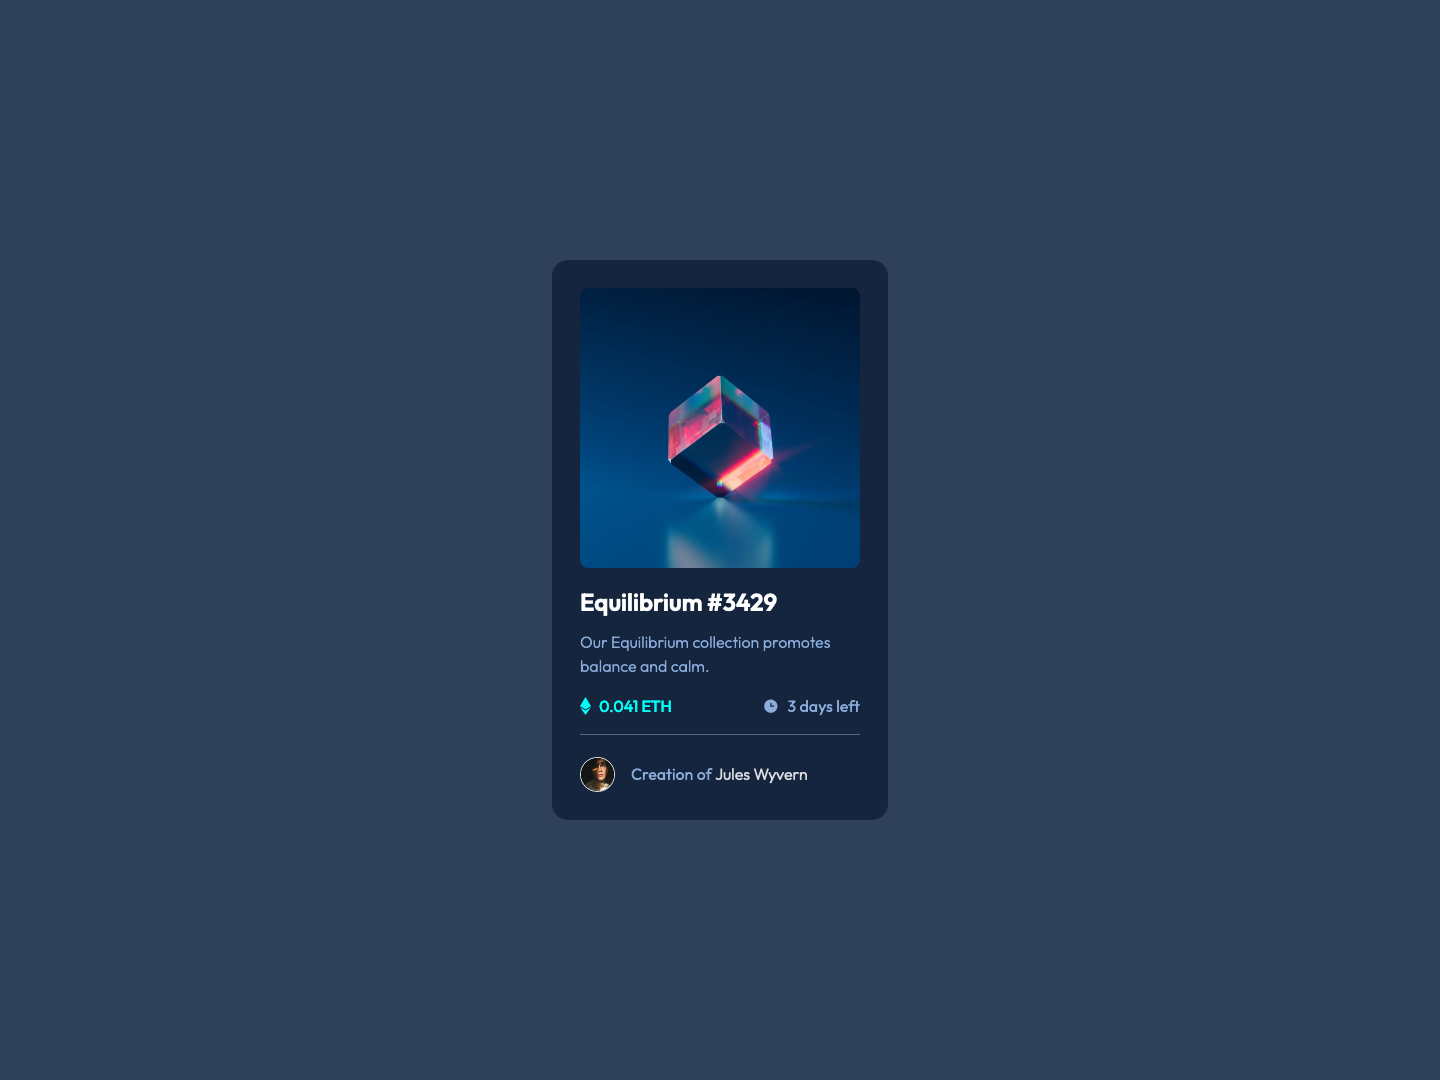 Equilibrium #3429
Our Equilibrium collection promotes
balance and calm.
0.041 ETH
3 days left
Creation of Jules Wyvern